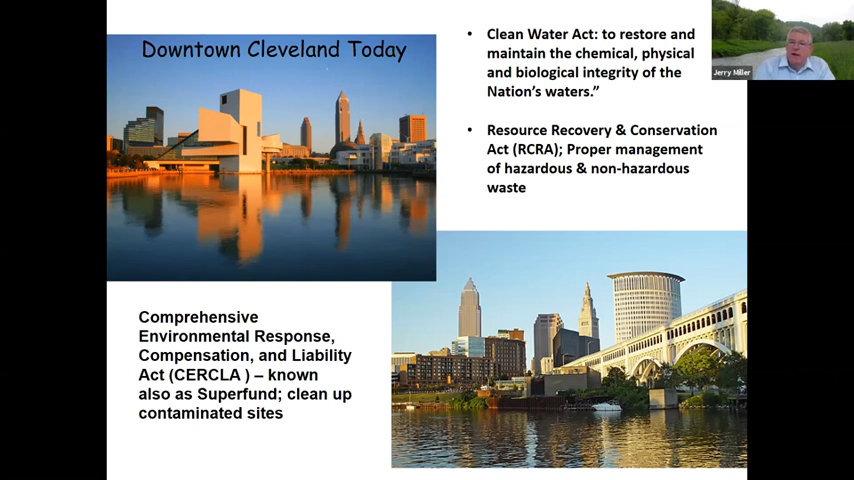 Downtown Cleveland Today
• Clean Water Act: to restore and
maintain the chemical, physical
and biological integrity of the
Nation's waters.”
• Resource Recovery & Conservation
Act (RCRA); Proper management
of hazardous & non-hazardous
waste
Jerry Miller
Comprehensive
Environmental Response,
Compensation, and Liability
Act (CERCLA ) – known
also as Superfund; clean up
contaminated sites